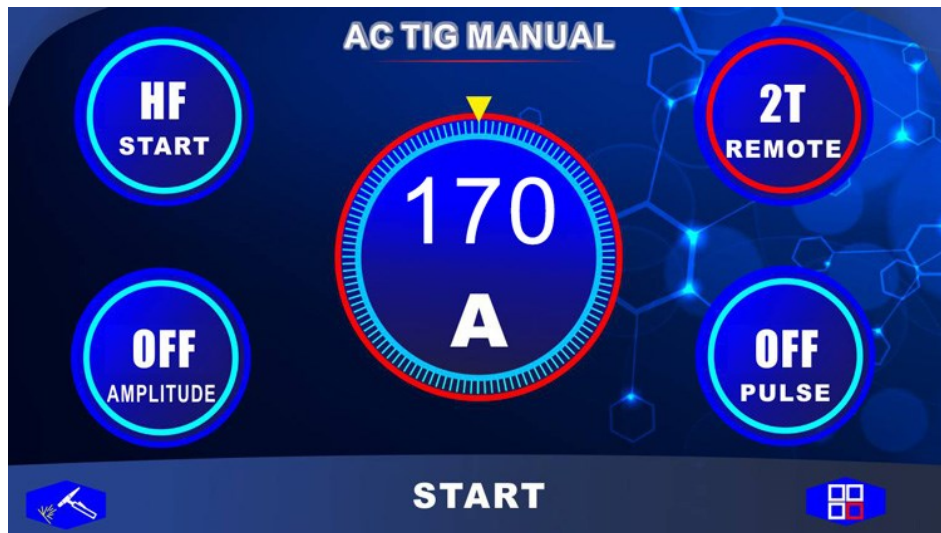 AC TIG MANUAL
HF
START
2T
REMOTE
170
A
OFF
AMPLITUDE
OFF
PULSE
START